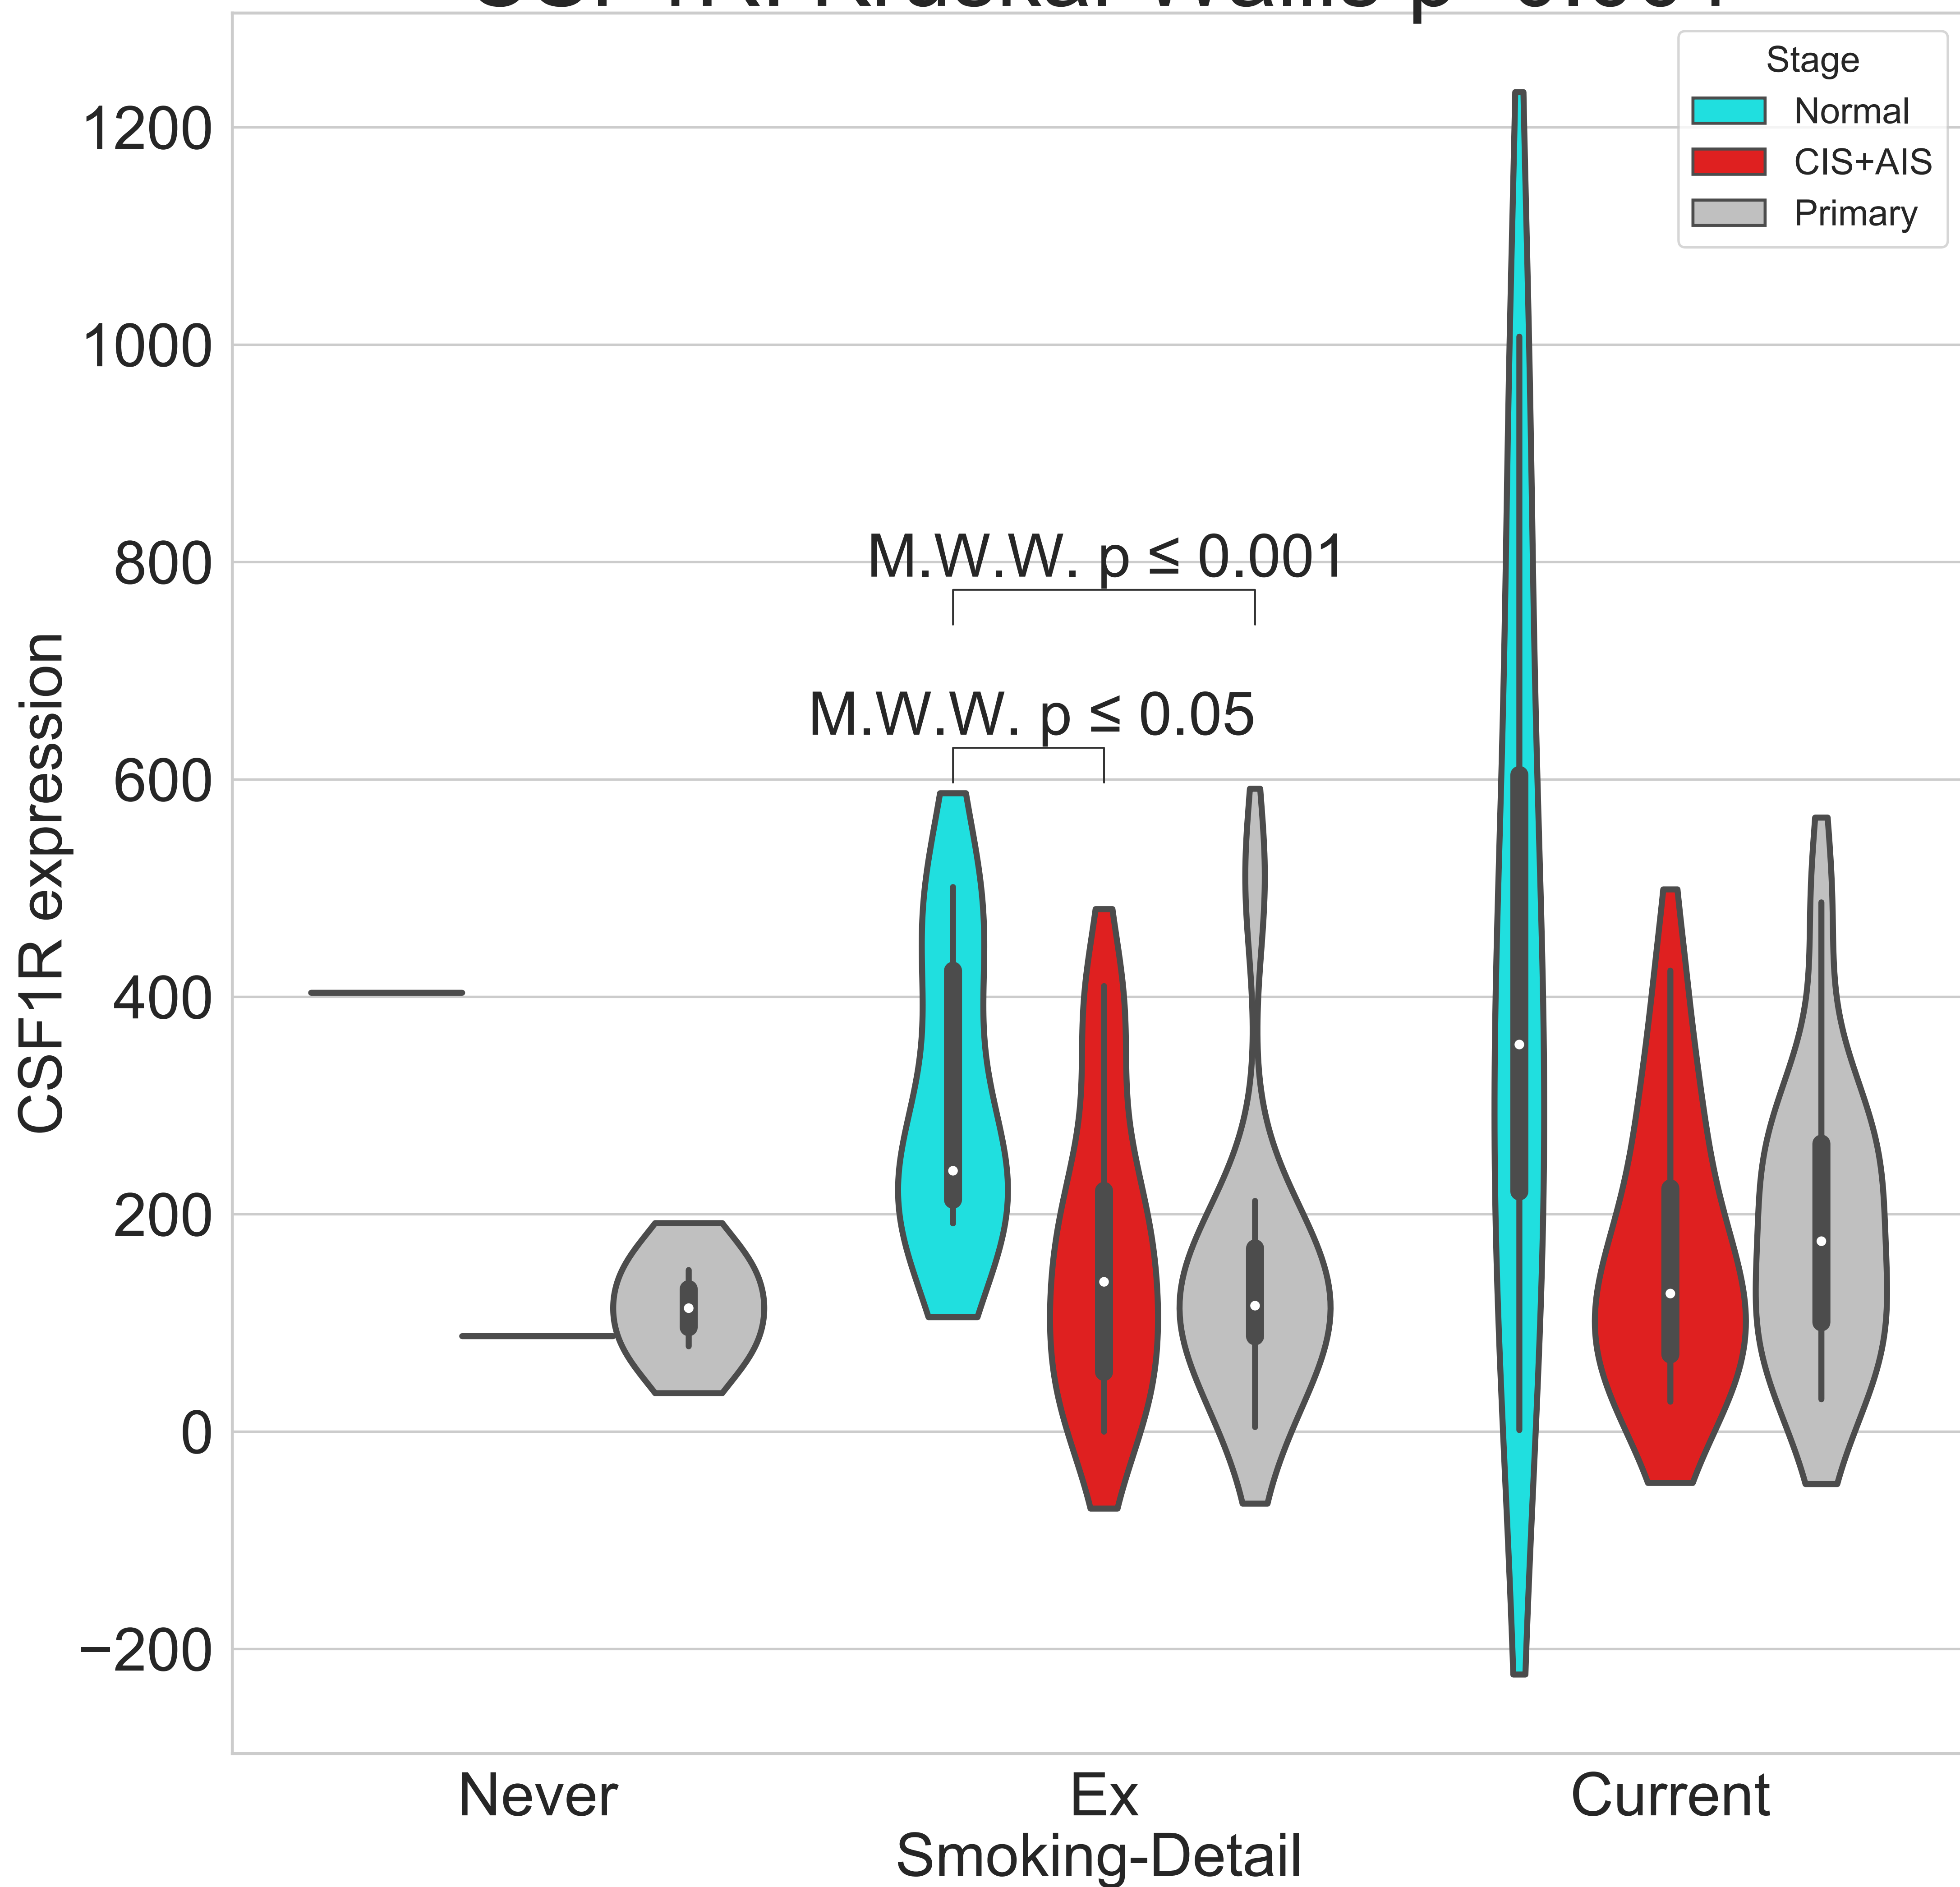 Stage
Normal
CIS+AIS
Primary
1200
1000
800
600
400
200
0
−200
CSF1R expression
M.W.W. p ≤ 0.001
M.W.W. p ≤ 0.05
Never
Ex
Current
Smoking-Detail